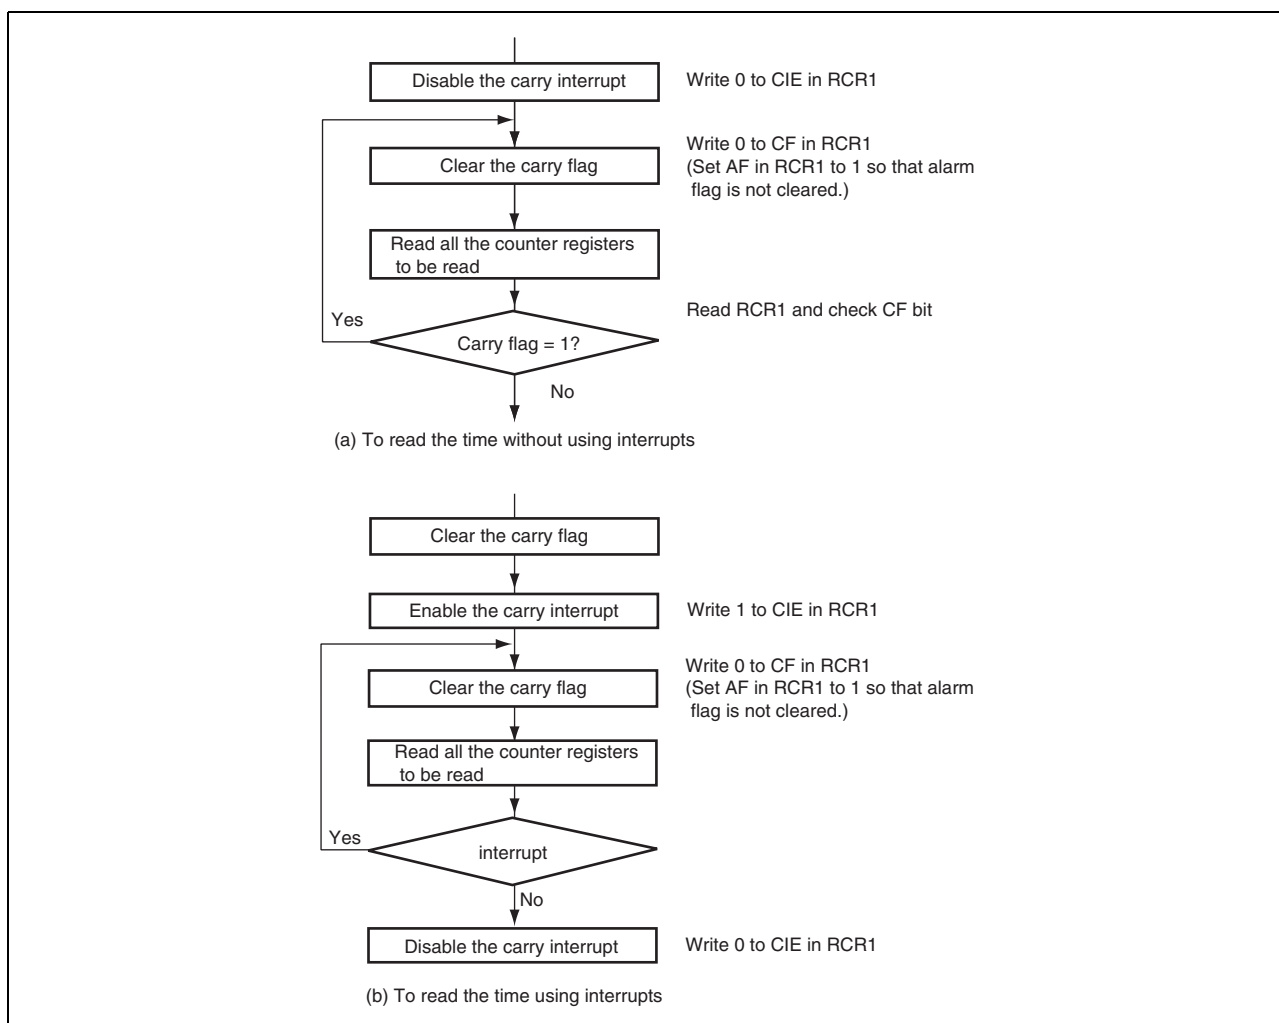 Disable the carry interrupt
Write 0 to CIE in RCR1
Write 0 to CF in RCR1
(Set AF in RCR1 to 1 so that alarm
flag is not cleared.)
Clear the carry flag
Read all the counter registers
to be read
Read RCR1 and check CF bit
Yes
Carry flag = 1?
No
(a) To read the time without using interrupts
Clear the carry flag
Enable the carry interrupt
Write 1 to CIE in RCR1
Write 0 to CF in RCR1
(Set AF in RCR1 to 1 so that alarm
flag is not cleared.)
Clear the carry flag
Read all the counter registers
to be read
Yes
interrupt
No
Disable the carry interrupt
Write 0 to CIE in RCR1
(b) To read the time using interrupts